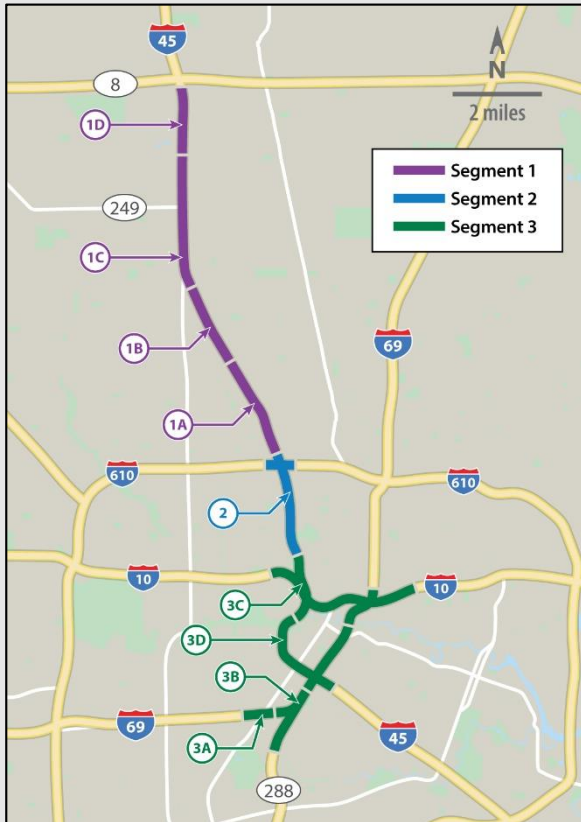 45
8
N
2 miles
1D
Segment 1
Segment 2
Segment 3
249
1C
69
1B
1A
610
610
2
10
10
3C
3D
3B
69
3A
45
288